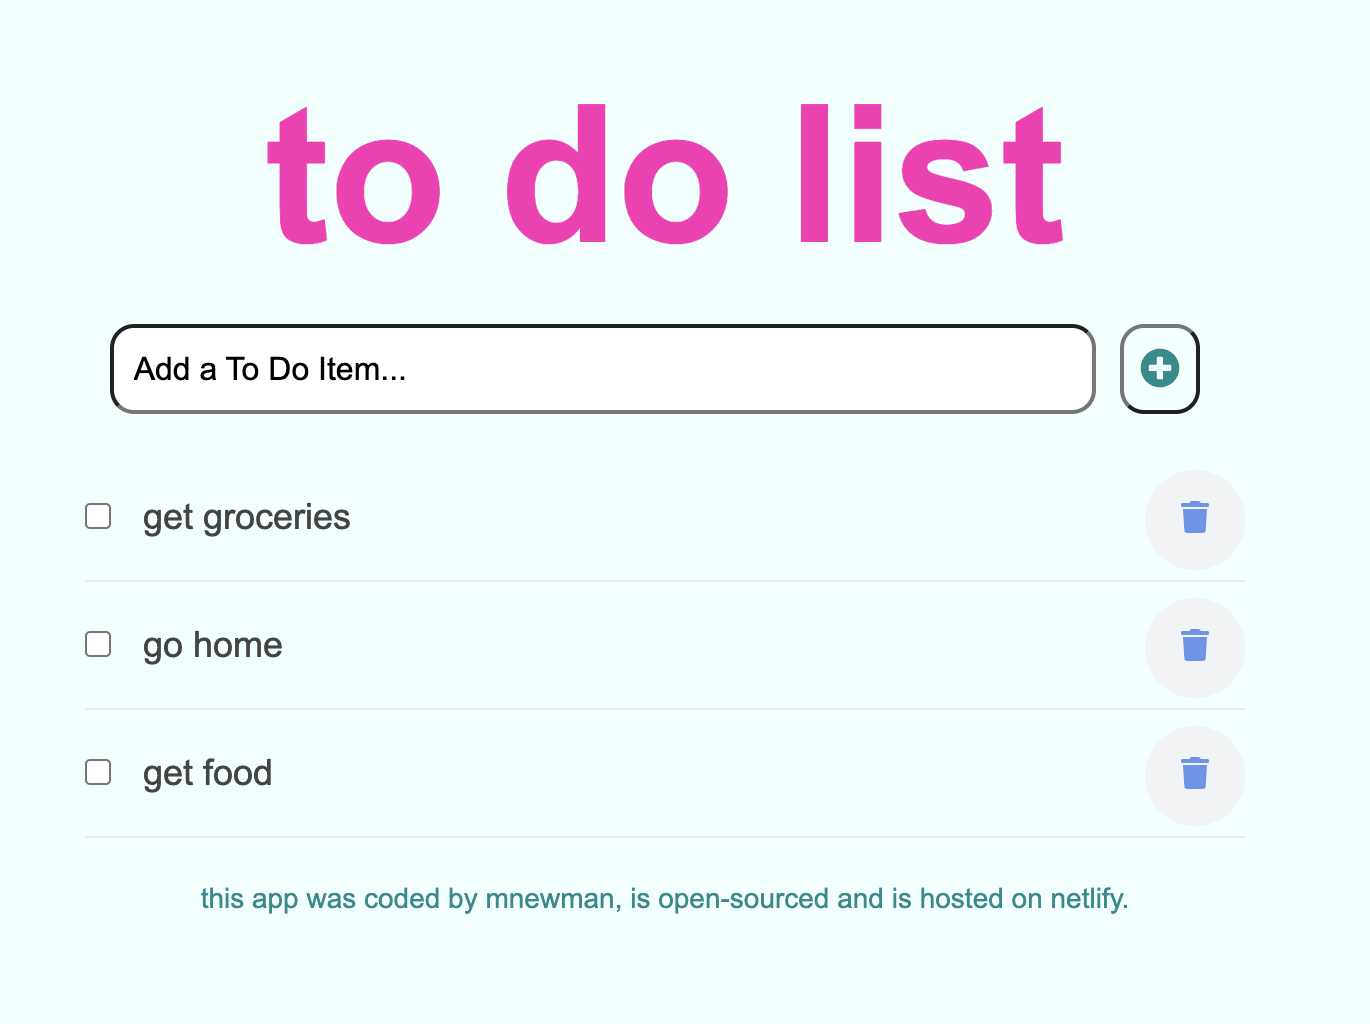 to do list
Add a To Do Item...
get groceries
go home
get food
this app was coded by mnewman, is open-sourced and is hosted on netlify.